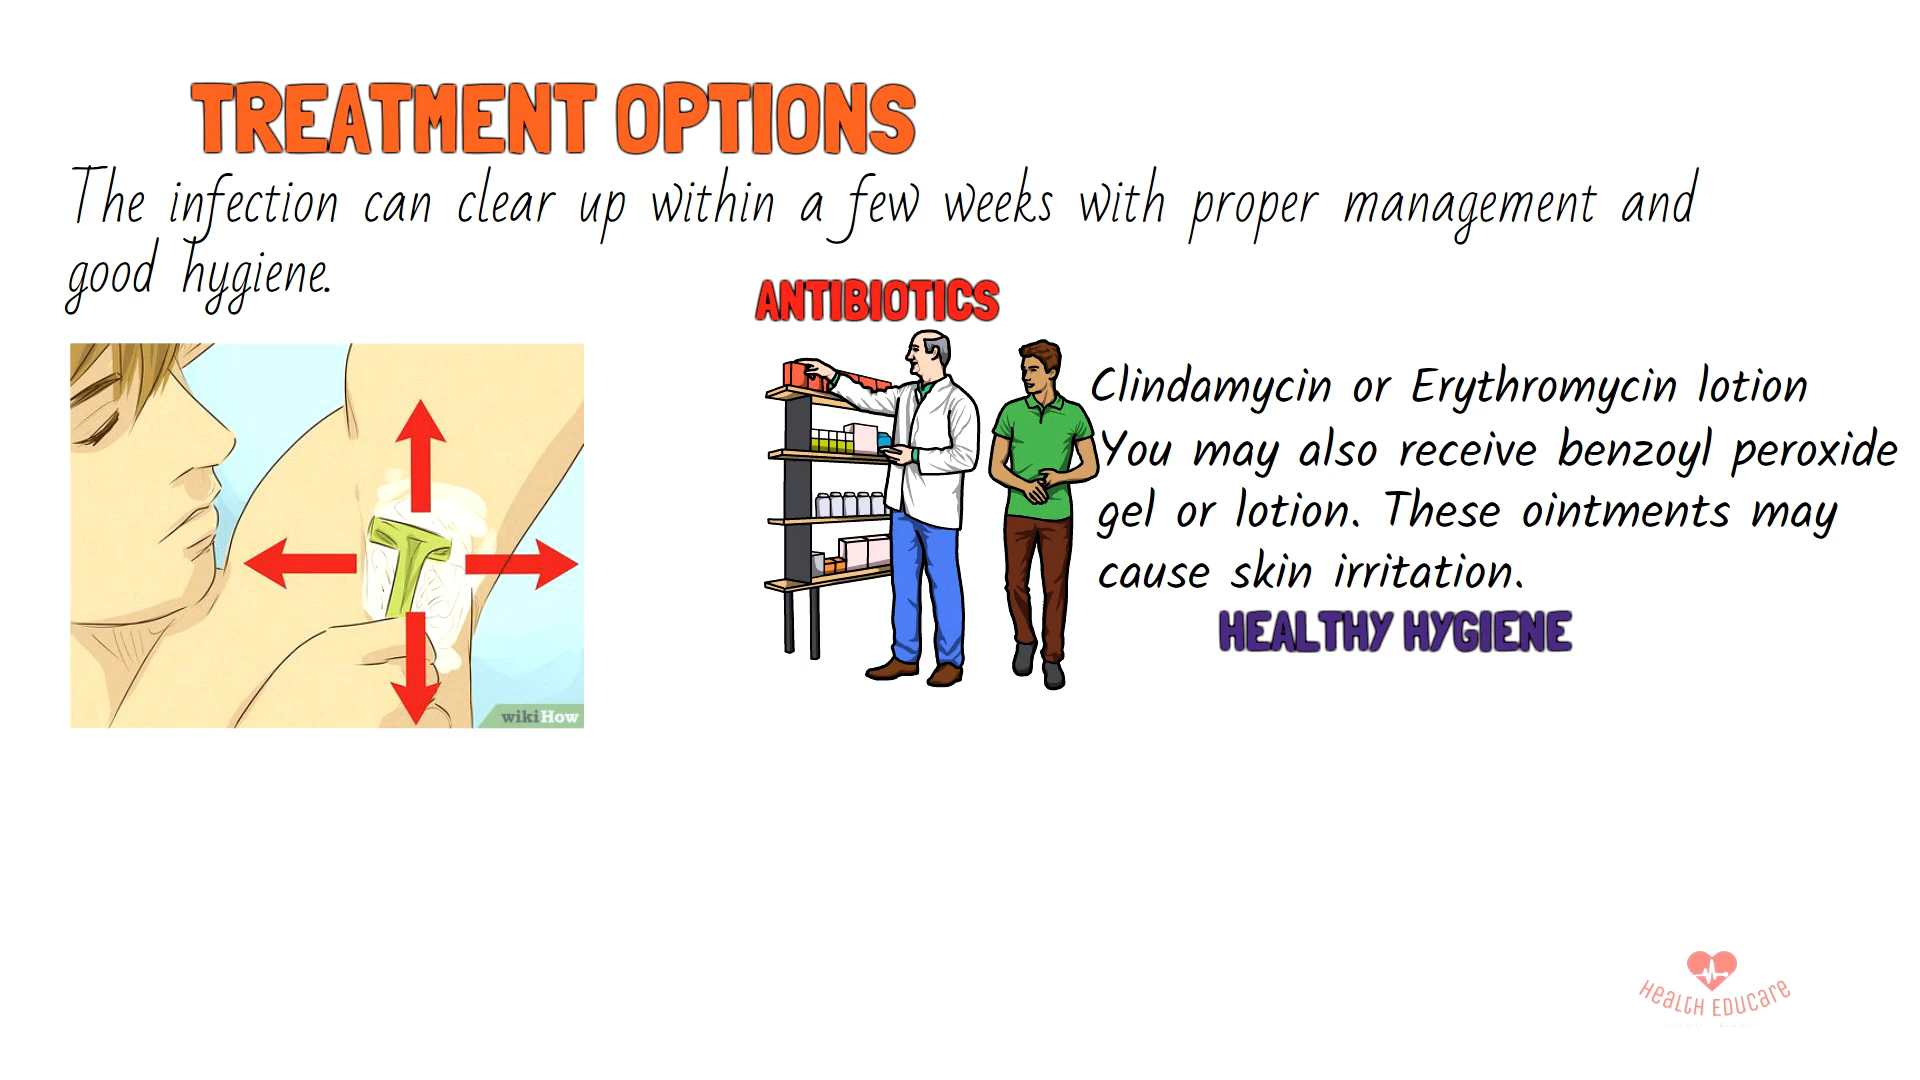 TREATMENT OPTIONS
The infection can clear up within a few weeks with proper management and
good hygiene.
ANTIBIOTICS
Clindamycin or Erythromycin lotion
You may also receive benzoyl peroxide
gel or lotion. These ointments may
cause skin irritation.
HEALTHY HYGIENE
wikiHow
HEALTH EDUCARE